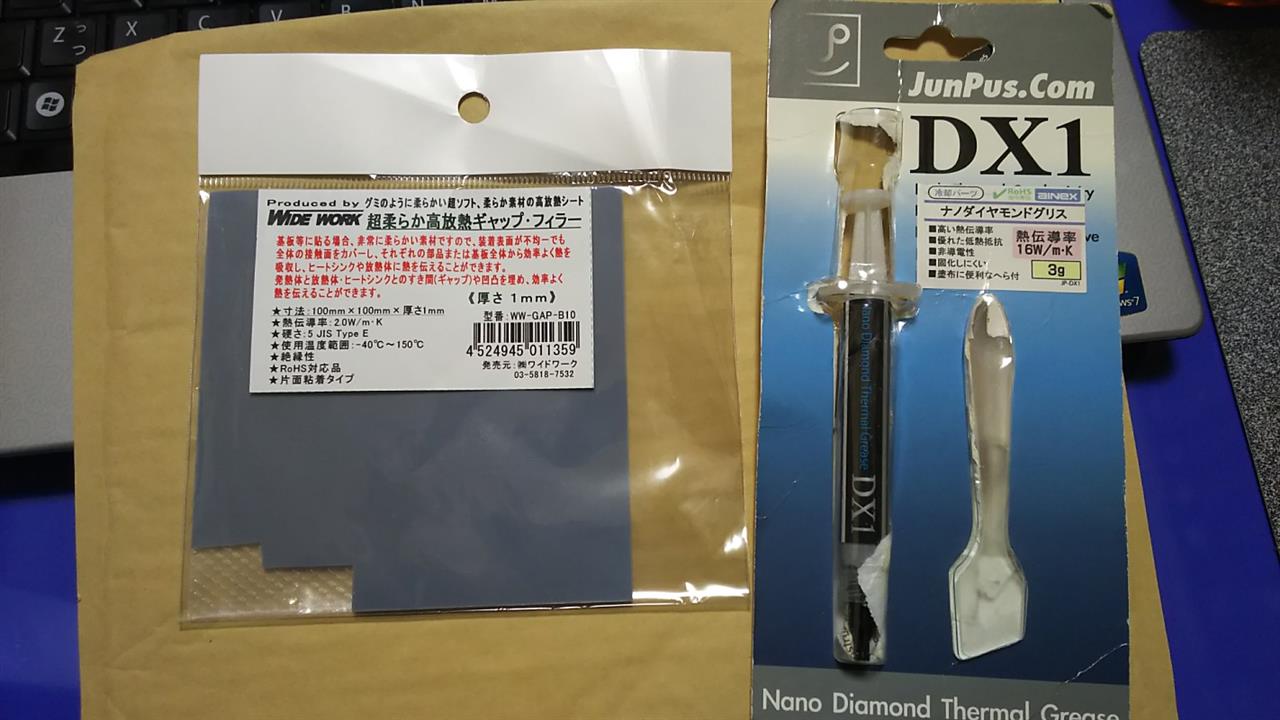 Z
つ
っ
X
C
V
B
Produced by
WIDE WORK
グミのように柔らかい超ソフト、柔らか素材の高放熱シート
超柔らか高放熱ギャップ・フィラー
基板等に貼る場合、非常に柔らかい素材ですので、装着表面が不均一でも
全体の接触面をカバーし、それぞれの部品または基板全体から効率よく熱を
吸収し、ヒートシンクや放熱体に熱を伝えることができます。
発熱体と放熱体・ヒートシンクとのすき間(ギャップ)や凹凸を埋め、効率よく
熱を伝えることができます。
《厚さ 1mm》
★寸法:100mm×100mm×厚さ1mm
★熱伝導率:2.0W/m・K
★硬さ:5 JIS Type E
★使用温度範囲:-40℃～150℃
★絶縁性
★RoHS対応品
★片面粘着タイプ
型番:WW-GAP-B10
4 524945 011359
発売元:㈱ワイドワーク
03-5818-7532
JunPus.Com
DX1
冷却パーツ
RoHS
AINEX
ナノダイヤモンドグリス
■高い熱伝導率
■優れた低熱抵抗
■非導電性
■固化しにくい
■塗布に便利なへら付
熱伝導率
16W/m・K
3g
JP-DX1
Nano Diamond Thermal Grease DX1
Nano Diamond Thermal Grease